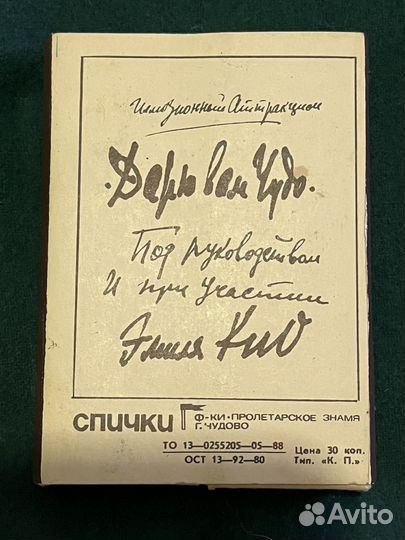 Иллюзионный Аттракцион
"Дарю вам Чудо."
Под руководством
И при участии
Эмиля Кио
СПИЧКИ Ф-КИ·ПРОЛЕТАРСКОЕ ЗНАМЯ
Г. ЧУДОВО
ТО 13-0255205-05-88
ОСТ 13-92-80
Цена 30 коп.
Тип. «К. П.»
Avito